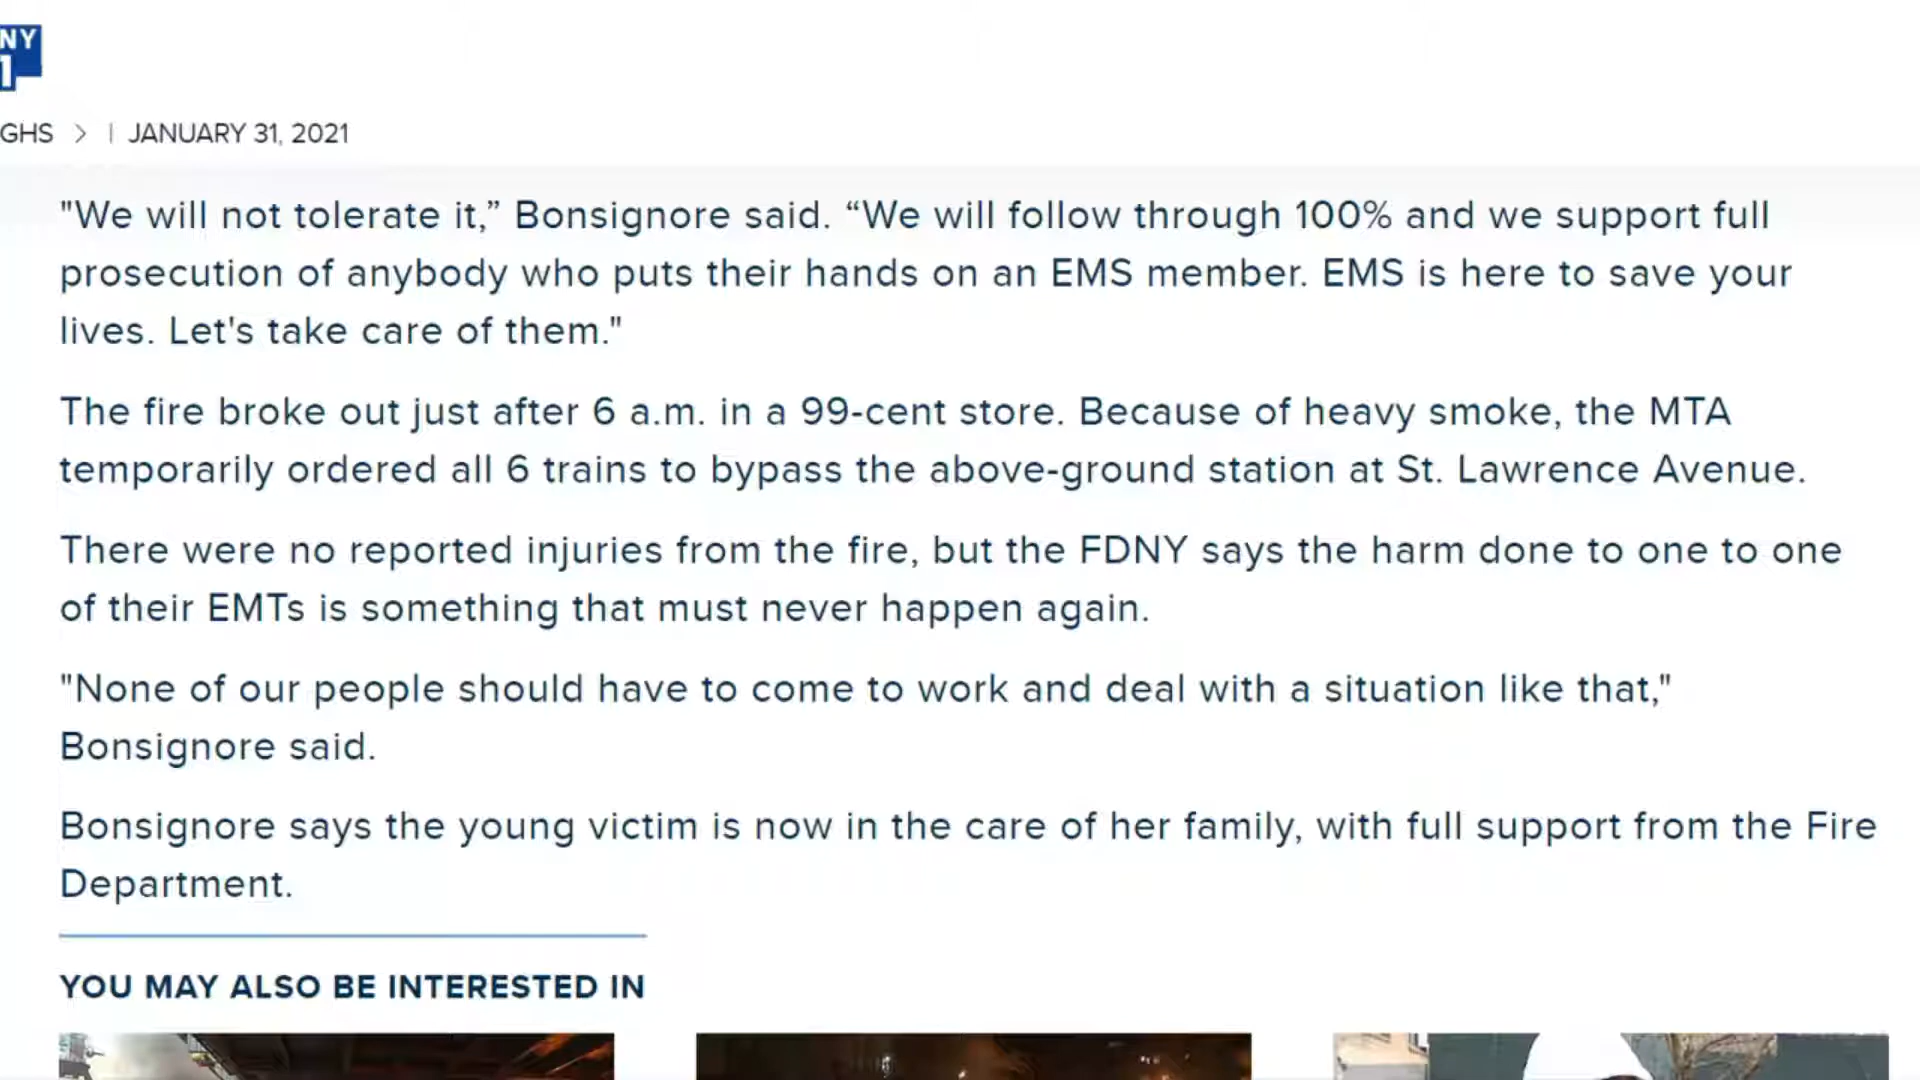 NY
1
GHS > | JANUARY 31, 2021
"We will not tolerate it,” Bonsignore said. “We will follow through 100% and we support full
prosecution of anybody who puts their hands on an EMS member. EMS is here to save your
lives. Let's take care of them."
The fire broke out just after 6 a.m. in a 99-cent store. Because of heavy smoke, the MTA
temporarily ordered all 6 trains to bypass the above-ground station at St. Lawrence Avenue.
There were no reported injuries from the fire, but the FDNY says the harm done to one to one
of their EMTs is something that must never happen again.
"None of our people should have to come to work and deal with a situation like that,"
Bonsignore said.
Bonsignore says the young victim is now in the care of her family, with full support from the Fire
Department.
YOU MAY ALSO BE INTERESTED IN